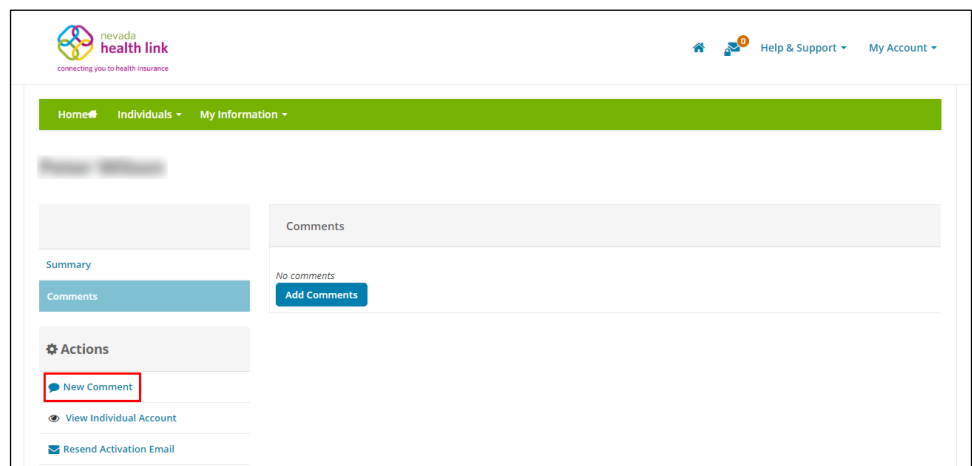 nevada
health link
connecting you to health insurance
0
Help & Support
My Account
Home
Individuals
My Information
Comments
Summary
No comments
Comments
Add Comments
Actions
New Comment
View Individual Account
Resend Activation Email